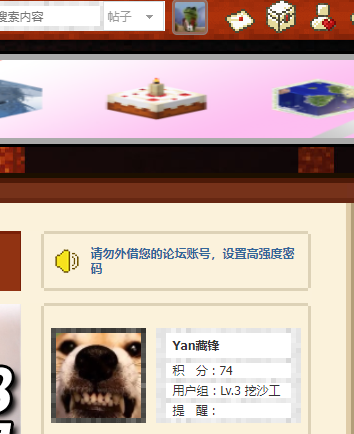 搜索内容 帖子
请勿外借您的论坛账号，设置高强度密
码
Yan藏锋
积 分：74
用户组：Lv.3 挖沙工
提 醒：